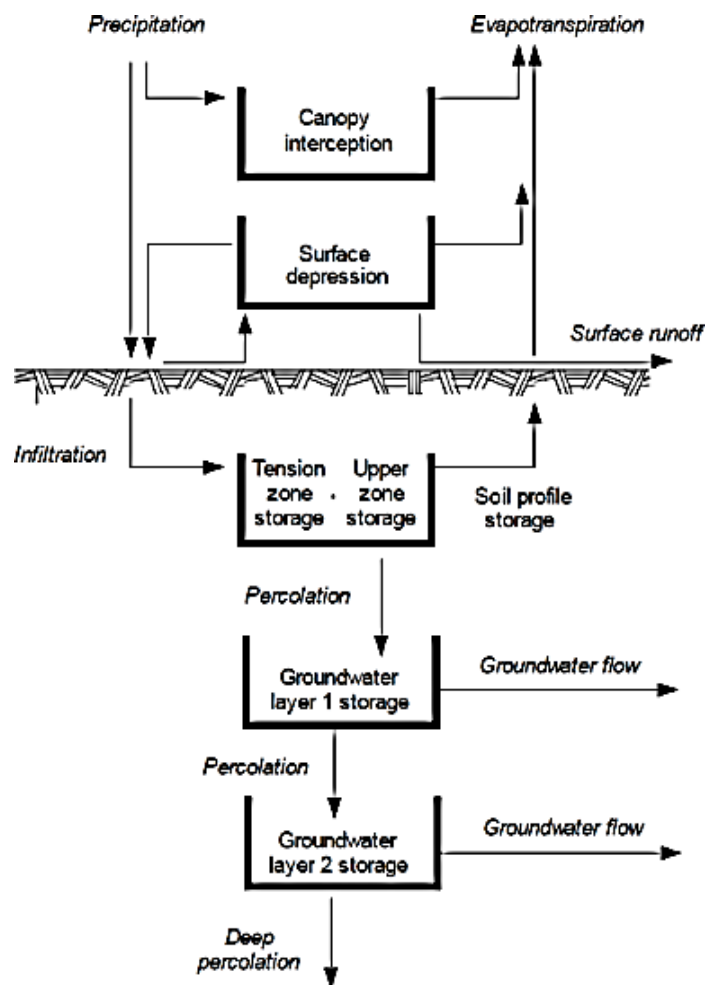 Precipitation
Evapotranspiration
Canopy
interception
Surface
depression
Surface runoff
Infiltration
Tension Upper
zone . zone
storage storage
Soil profile
storage
Percolation
Groundwater
layer 1 storage
Groundwater flow
Percolation
Groundwater
layer 2 storage
Groundwater flow
Deep
percolation